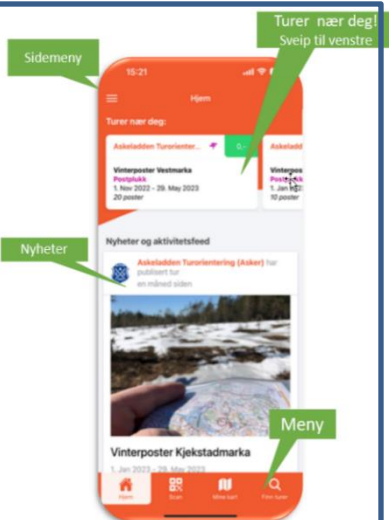 Turer nær deg!
Sveip til venstre
Sidemeny
15:21
Hjem
Turer nær deg:
Askeladden Turorienter...
0,-
Askeladd
Vinterposter Vestmarka
Postplukk
1. Nov 2022 - 29. May 2023
20 poster
Vinterpos
1. Jan 2023
10 poster
Nyheter og aktivitetsfeed
Nyheter
Askeladden Turorientering (Asker) har
publisert tur
en måned siden
Meny
Vinterposter Kjekstadmarka
1. Jan 2023 - 29. May 2023
Hjem
Scan
Mine kart
Finn turer